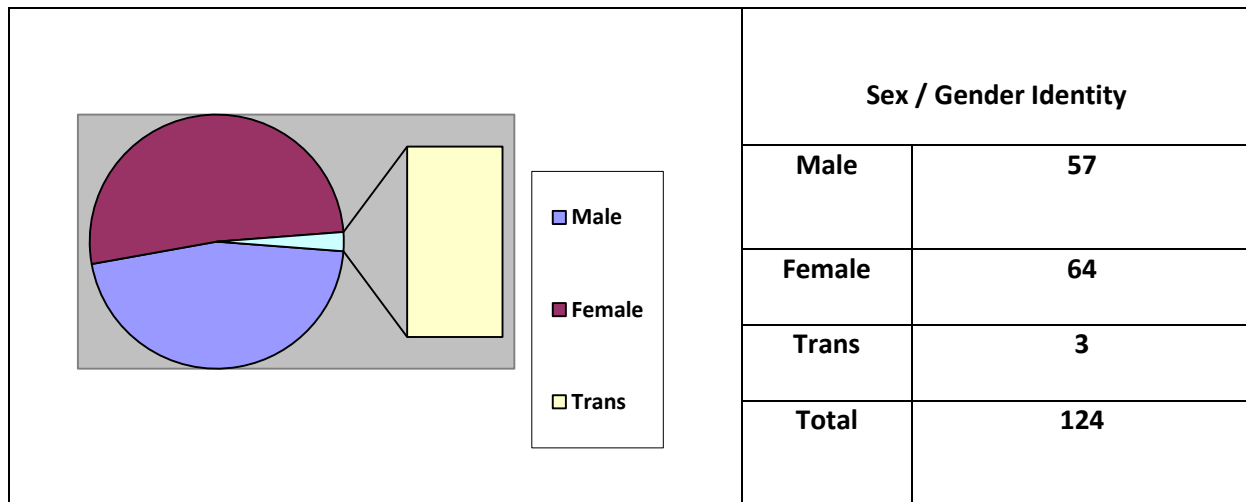 Male
Female
Trans
Sex / Gender Identity
Male 57
Female 64
Trans 3
Total 124